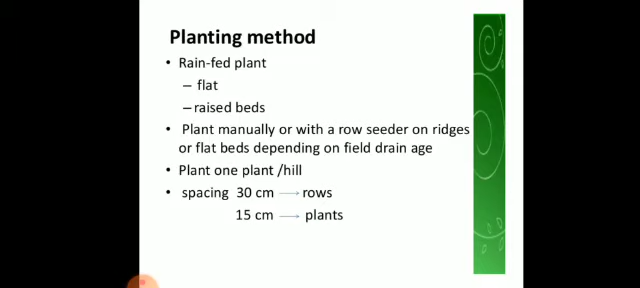 Planting method
• Rain-fed plant
– flat
– raised beds
• Plant manually or with a row seeder on ridges
or flat beds depending on field drain age
• Plant one plant /hill
• spacing 30 cm → rows
15 cm → plants